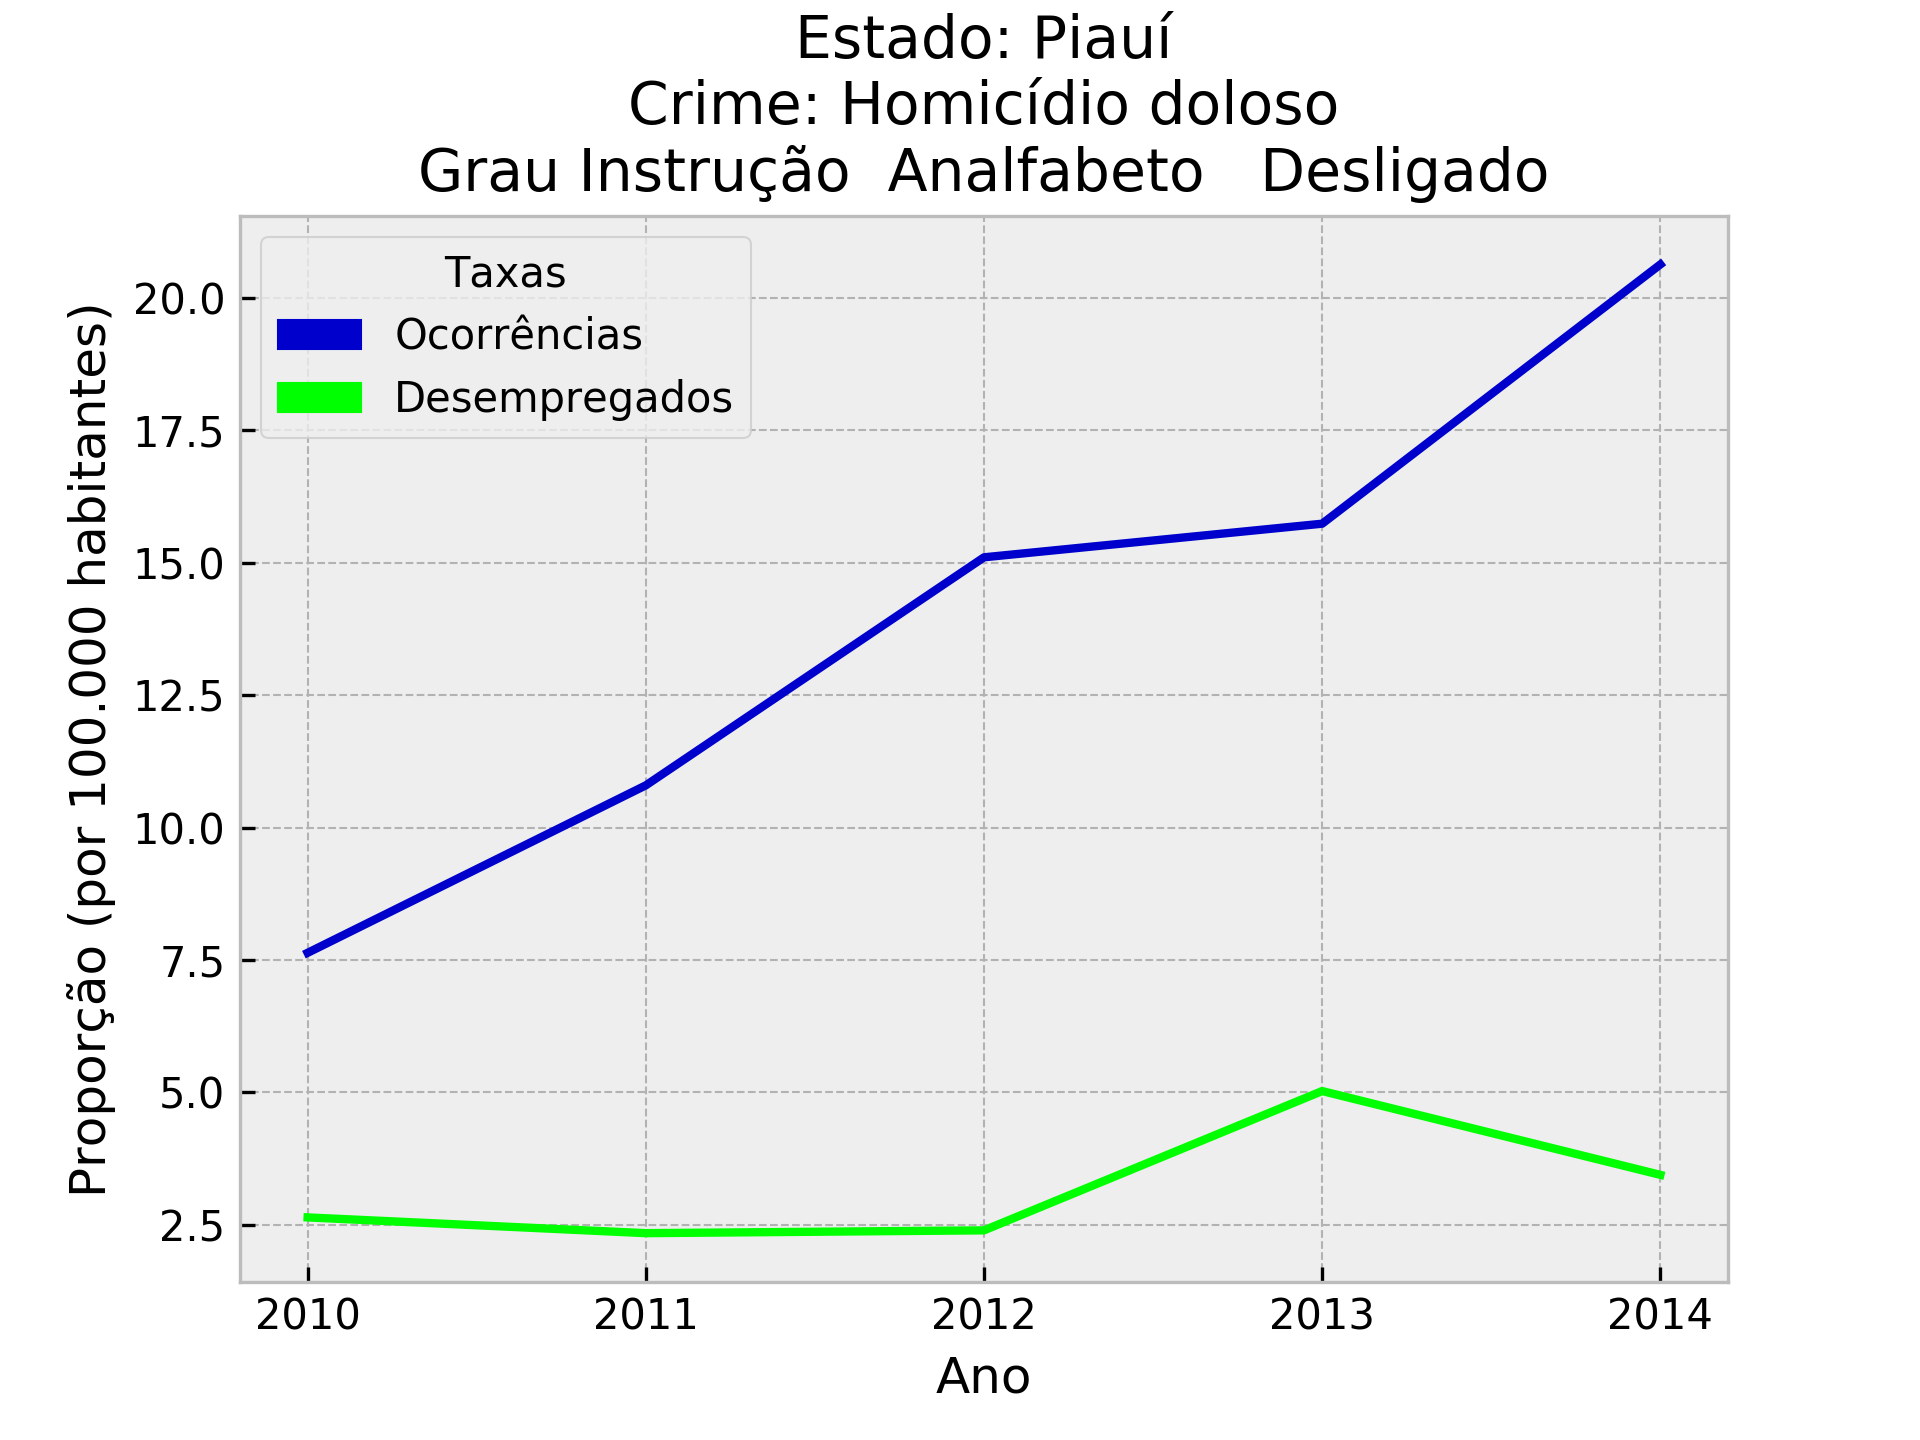 Estado: Piauí
Crime: Homicídio doloso
Grau Instrução  Analfabeto   Desligado
Taxas
Ocorrências
Desempregados
Proporção (por 100.000 habitantes)
20.0
17.5
15.0
12.5
10.0
7.5
5.0
2.5
2010 2011 2012 2013 2014
Ano